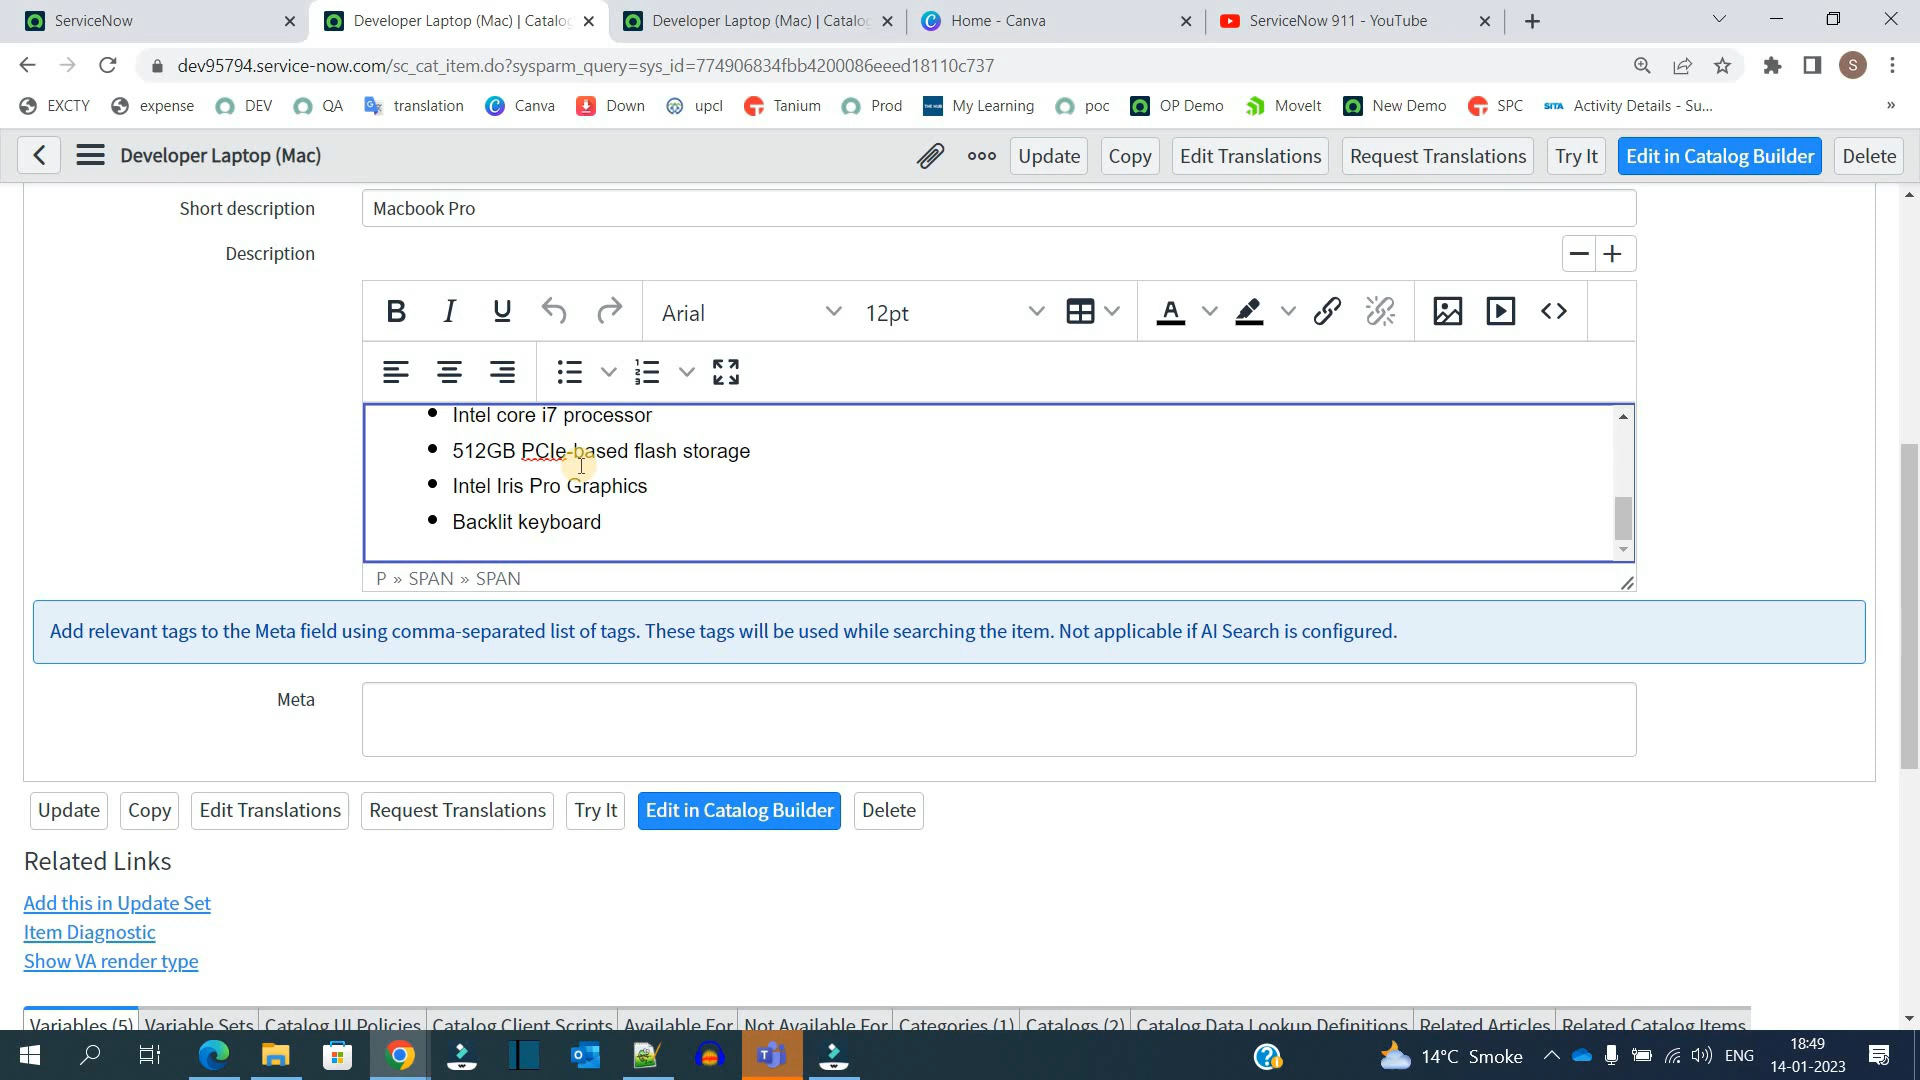 ServiceNow
Developer Laptop (Mac) | Catalo
Developer Laptop (Mac) | Catalo
Home - Canva
ServiceNow 911 - YouTube
dev95794.service-now.com/sc_cat_item.do?sysparm_query=sys_id=774906834fbb4200086eeed18110c737
S
EXCTY
expense
DEV
QA
translation
Canva
Down
upcl
Tanium
Prod
My Learning
poc
OP Demo
MoveIt
New Demo
SPC
SITA
Activity Details - Su...
»
Developer Laptop (Mac)
Update
Copy
Edit Translations
Request Translations
Try It
Edit in Catalog Builder
Delete
Short description
Macbook Pro
Description
B I U
Arial
12pt
A
Intel core i7 processor
512GB PCIe-based flash storage
Intel Iris Pro Graphics
Backlit keyboard
P » SPAN » SPAN
Add relevant tags to the Meta field using comma-separated list of tags. These tags will be used while searching the item. Not applicable if AI Search is configured.
Meta
Update
Copy
Edit Translations
Request Translations
Try It
Edit in Catalog Builder
Delete
Related Links
Add this in Update Set
Item Diagnostic
Show VA render type
Variables (5)
Variable Sets
Catalog UI Policies
Catalog Client Scripts
Available For
Not Available For
Categories (1)
Catalogs (2)
Catalog Data Lookup Definitions
Related Articles
Related Catalog Items
14°C Smoke
ENG
18:49
14-01-2023